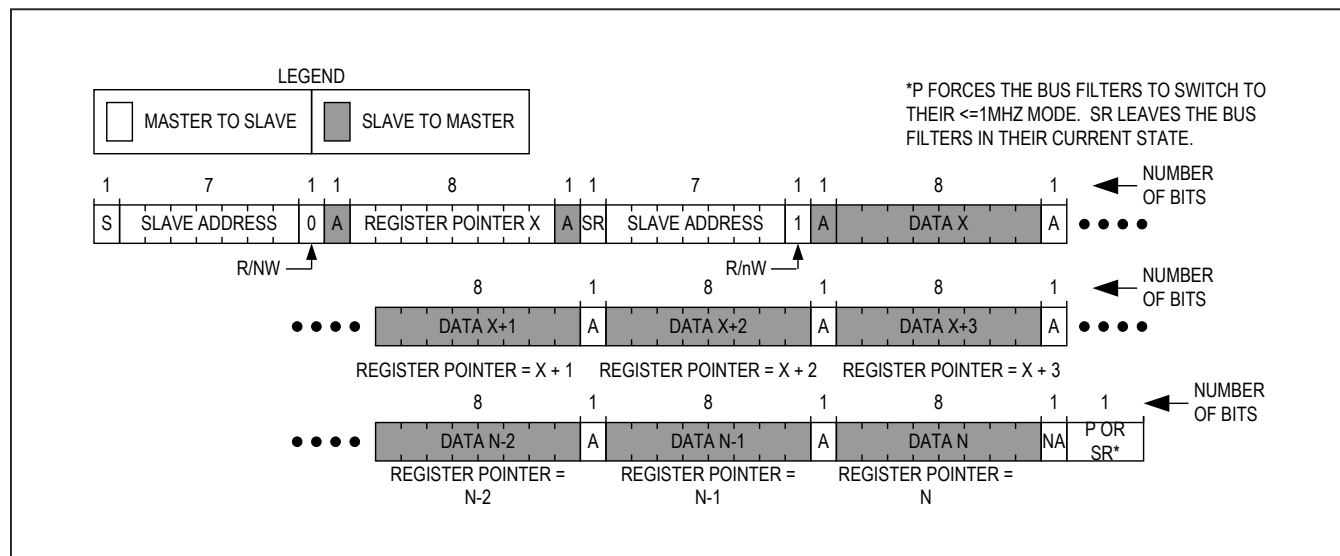 LEGEND
MASTER TO SLAVE
SLAVE TO MASTER
*P FORCES THE BUS FILTERS TO SWITCH TO
THEIR <=1MHZ MODE. SR LEAVES THE BUS
FILTERS IN THEIR CURRENT STATE.
1 7 1 1 8 1 1 7 1 1 8 1
NUMBER
OF BITS
S SLAVE ADDRESS 0 A REGISTER POINTER X A SR SLAVE ADDRESS 1 A DATA X A
R/NW R/nW
8 1 8 1 8 1
NUMBER
OF BITS
DATA X+1 A DATA X+2 A DATA X+3 A
REGISTER POINTER = X + 1 REGISTER POINTER = X + 2 REGISTER POINTER = X + 3
8 1 8 1 8 1 1
NUMBER
OF BITS
DATA N-2 A DATA N-1 A DATA N NA P OR
SR*
REGISTER POINTER = REGISTER POINTER = REGISTER POINTER =
N-2 N-1 N